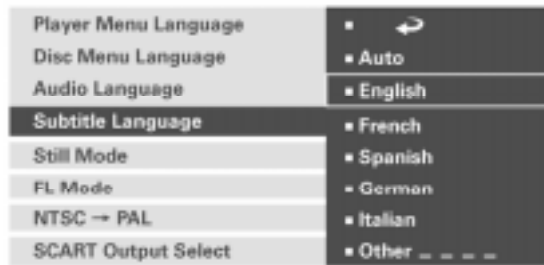 Player Menu Language
Disc Menu Language
Audio Language
Subtitle Language
Still Mode
FL Mode
NTSC → PAL
SCART Output Select
▪ ⤶
▪ Auto
▪ English
▪ French
▪ Spanish
▪ German
▪ Italian
▪ Other _ _ _ _